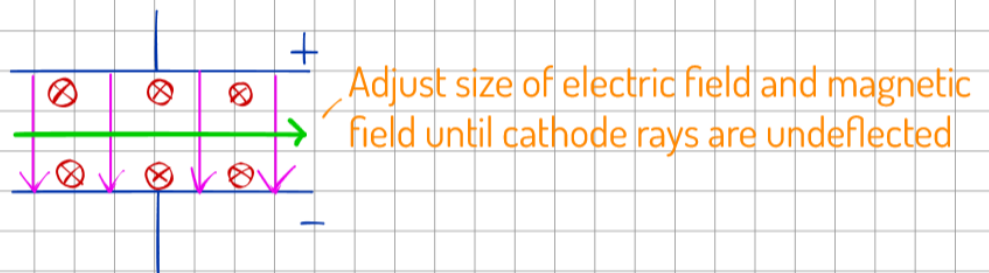 +
Adjust size of electric field and magnetic
field until cathode rays are undeflected
−